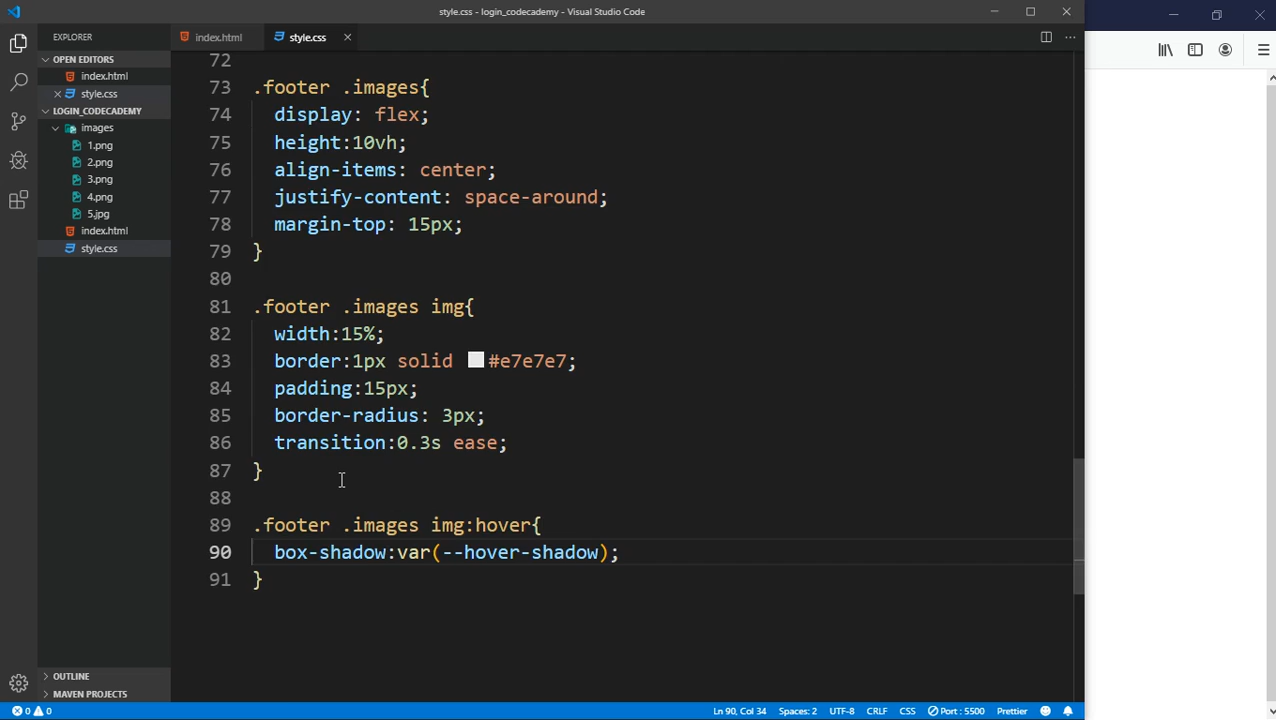 style.css - login_codecademy - Visual Studio Code
EXPLORER
index.html
style.css
OPEN EDITORS
index.html
style.css
LOGIN_CODECADEMY
images
1.png
2.png
3.png
4.png
5.jpg
index.html
style.css
OUTLINE
MAVEN PROJECTS
72
73 .footer .images{
74 display: flex;
75 height:10vh;
76 align-items: center;
77 justify-content: space-around;
78 margin-top: 15px;
79 }
80
81 .footer .images img{
82 width:15%;
83 border:1px solid #e7e7e7;
84 padding:15px;
85 border-radius: 3px;
86 transition:0.3s ease;
87 }
88
89 .footer .images img:hover{
90 box-shadow:var(--hover-shadow);
91 }
0 0 Ln 90, Col 34 Spaces: 2 UTF-8 CRLF CSS Port : 5500 Prettier